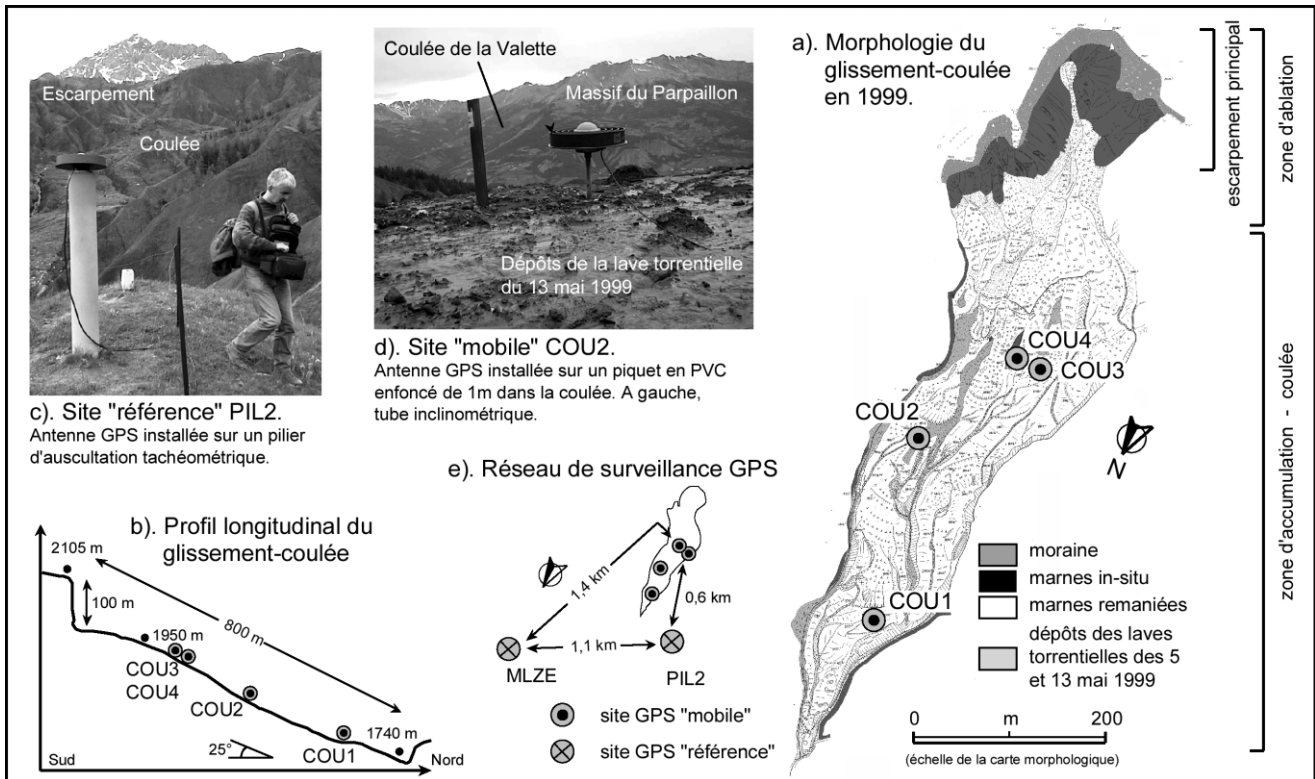 Escarpement
Coulée
c). Site "référence" PIL2.
Antenne GPS installée sur un pilier
d'auscultation tachéométrique.
Coulée de la Valette
Massif du Parpaillon
Dépôts de la lave torrentielle
du 13 mai 1999
d). Site "mobile" COU2.
Antenne GPS installée sur un piquet en PVC
enfoncé de 1m dans la coulée. A gauche,
tube inclinométrique.
a). Morphologie du
glissement-coulée
en 1999.
escarpement principal
zone d'ablation
zone d'accumulation - coulée
COU4
COU3
COU2
COU1
N
moraine
marnes in-situ
marnes remaniées
dépôts des laves
torrentielles des 5
et 13 mai 1999
0 m 200
(échelle de la carte morphologique)
b). Profil longitudinal du
glissement-coulée
2105 m
100 m
800 m
1950 m
COU3
COU4
COU2
COU1
1740 m
25°
Sud
Nord
e). Réseau de surveillance GPS
1,4 km
0,6 km
1,1 km
MLZE
PIL2
N
site GPS "mobile"
site GPS "référence"